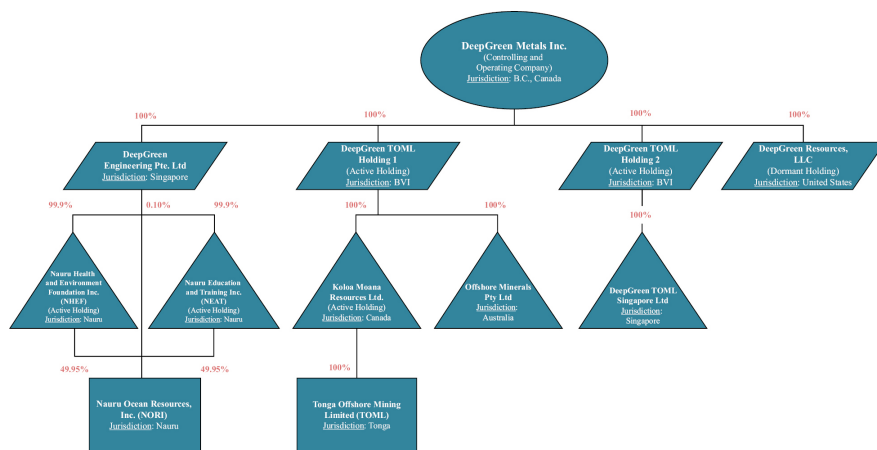 DeepGreen Metals Inc.
(Controlling and
Operating Company)
Jurisdiction: B.C., Canada
100%
100%
100%
100%
DeepGreen
Engineering Pte. Ltd
Jurisdiction: Singapore
DeepGreen TOML
Holding 1
(Active Holding)
Jurisdiction: BVI
DeepGreen TOML
Holding 2
(Active Holding)
Jurisdiction: BVI
DeepGreen Resources,
LLC
(Dormant Holding)
Jurisdiction: United States
99.9%
0.10%
99.9%
100%
100%
100%
Nauru Health
and Environment
Foundation Inc.
(NHEF)
(Active Holding)
Jurisdiction: Nauru
Nauru Education
and Training Inc.
(NEAT)
(Active Holding)
Jurisdiction: Nauru
Koloa Moana
Resources Ltd.
(Active Holding)
Jurisdiction: Canada
Offshore Minerals
Pty Ltd
Jurisdiction:
Australia
DeepGreen TOML
Singapore Ltd
Jurisdiction:
Singapore
49.95%
49.95%
100%
Nauru Ocean Resources,
Inc. (NORI)
Jurisdiction: Nauru
Tonga Offshore Mining
Limited (TOML)
Jurisdiction: Tonga